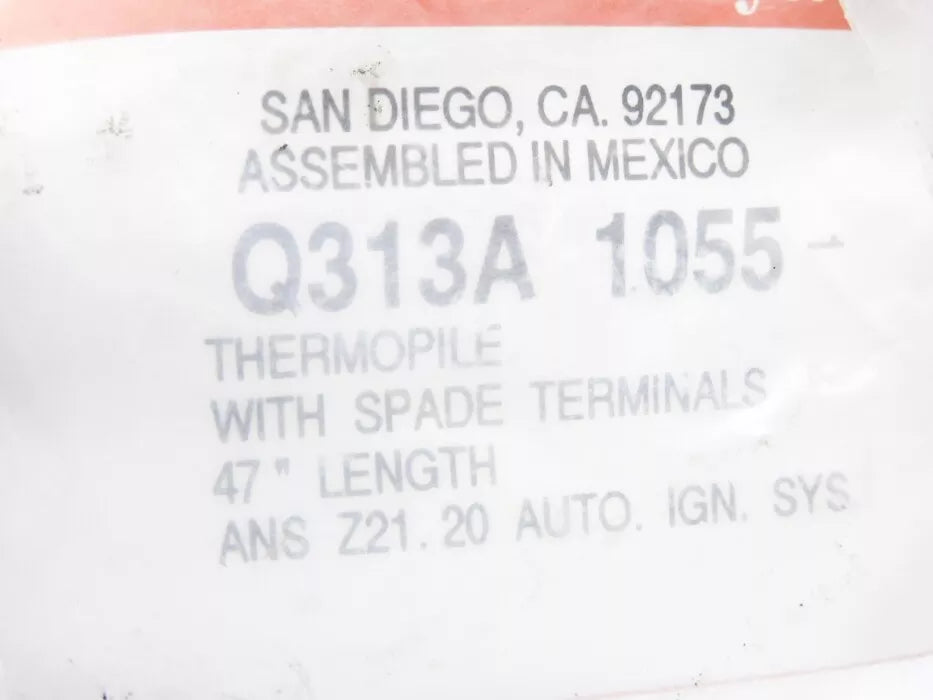 SAN DIEGO, CA. 92173
ASSEMBLED IN MEXICO
Q313A 1055-
THERMOPILE
WITH SPADE TERMINALS
47" LENGTH
ANS Z21.20 AUTO. IGN. SYS